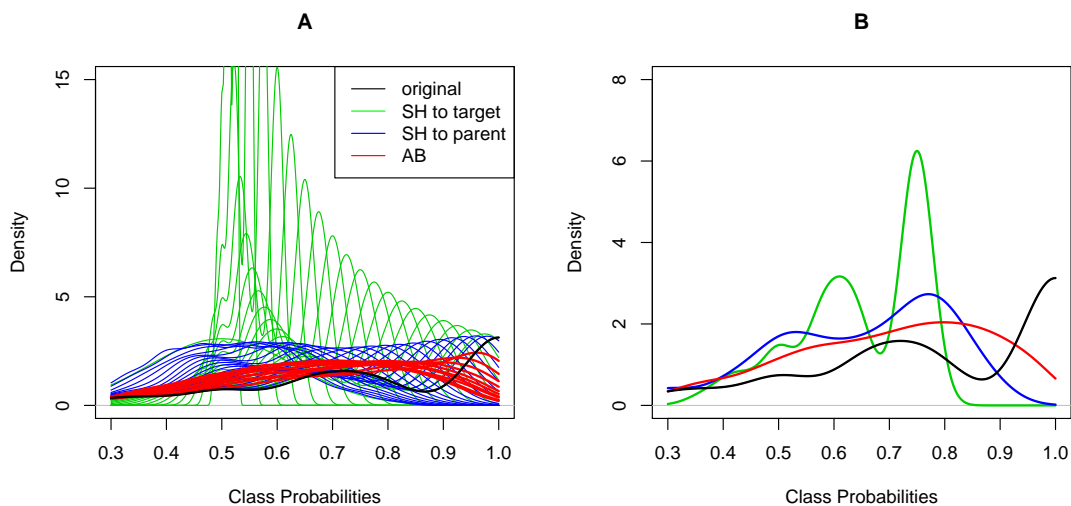 A
Density
15
10
5
0
original
SH to target
SH to parent
AB
0.3 0.4 0.5 0.6 0.7 0.8 0.9 1.0
Class Probabilities
B
Density
8
6
4
2
0
0.3 0.4 0.5 0.6 0.7 0.8 0.9 1.0
Class Probabilities